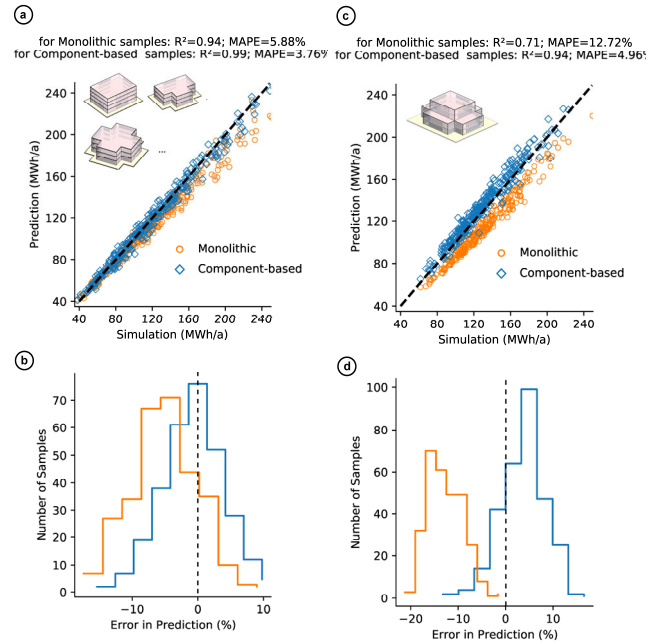 a
for Monolithic samples: R²=0.94; MAPE=5.88%
for Component-based samples: R²=0.99; MAPE=3.76%
240
200
160
120
80
40
Prediction (MWh/a)
...
Monolithic
Component-based
40 80 120 160 200 240
Simulation (MWh/a)
c
for Monolithic samples: R²=0.71; MAPE=12.72%
for Component-based samples: R²=0.94; MAPE=4.96%
240
200
160
120
80
40
Prediction (MWh/a)
Monolithic
Component-based
40 80 120 160 200 240
Simulation (MWh/a)
b
70
60
50
40
30
20
10
0
Number of Samples
−10 0 10
Error in Prediction (%)
d
100
80
60
40
20
0
Number of Samples
−20 −10 0 10
Error in Prediction (%)